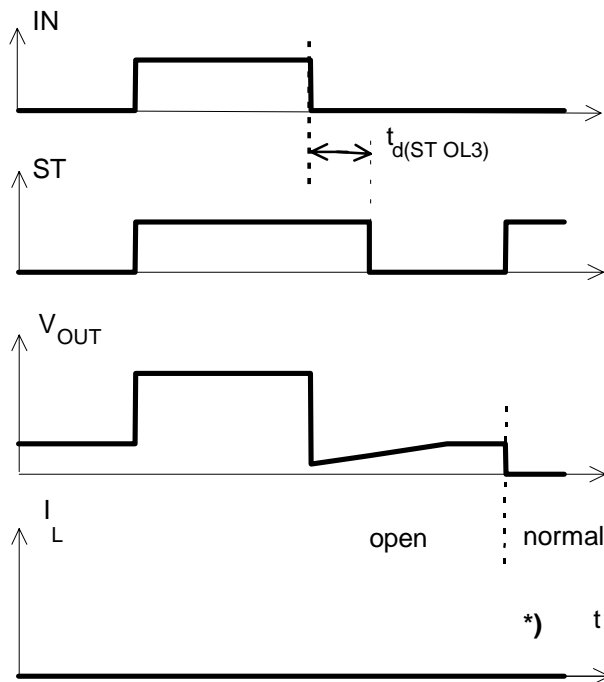 IN
t d(ST OL3)
ST
V OUT
I L
open normal
*) t